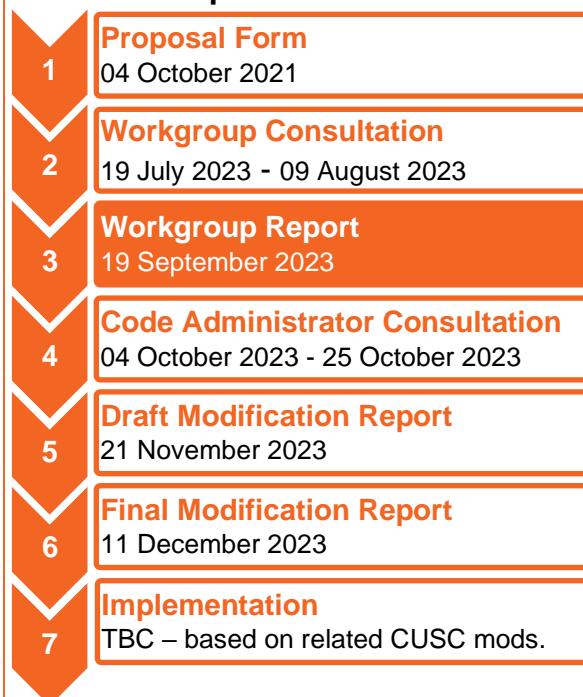 1
Proposal Form
04 October 2021
2
Workgroup Consultation
19 July 2023 - 09 August 2023
3
Workgroup Report
19 September 2023
4
Code Administrator Consultation
04 October 2023 - 25 October 2023
5
Draft Modification Report
21 November 2023
6
Final Modification Report
11 December 2023
7
Implementation
TBC – based on related CUSC mods.